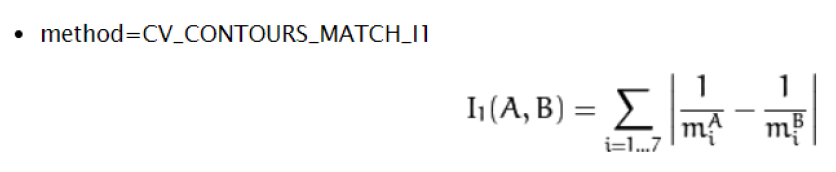 • method=CV_CONTOURS_MATCH_I1
I₁(A, B) = ∑_{i=1...7} | 1/m_i^A − 1/m_i^B |